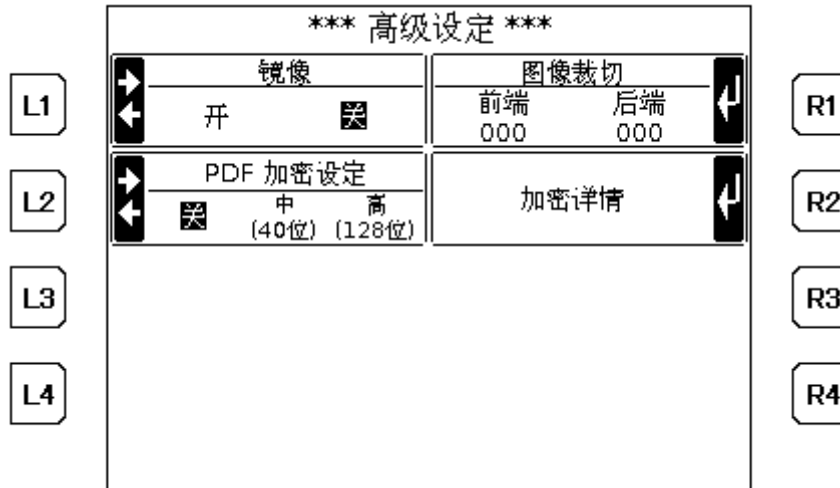 *** 高级设定 ***
L1
镜像
开 关
图像裁切
前端 后端
000 000
R1
L2
PDF 加密设定
关 中 高
(40位) (128位)
加密详情
R2
L3
R3
L4
R4